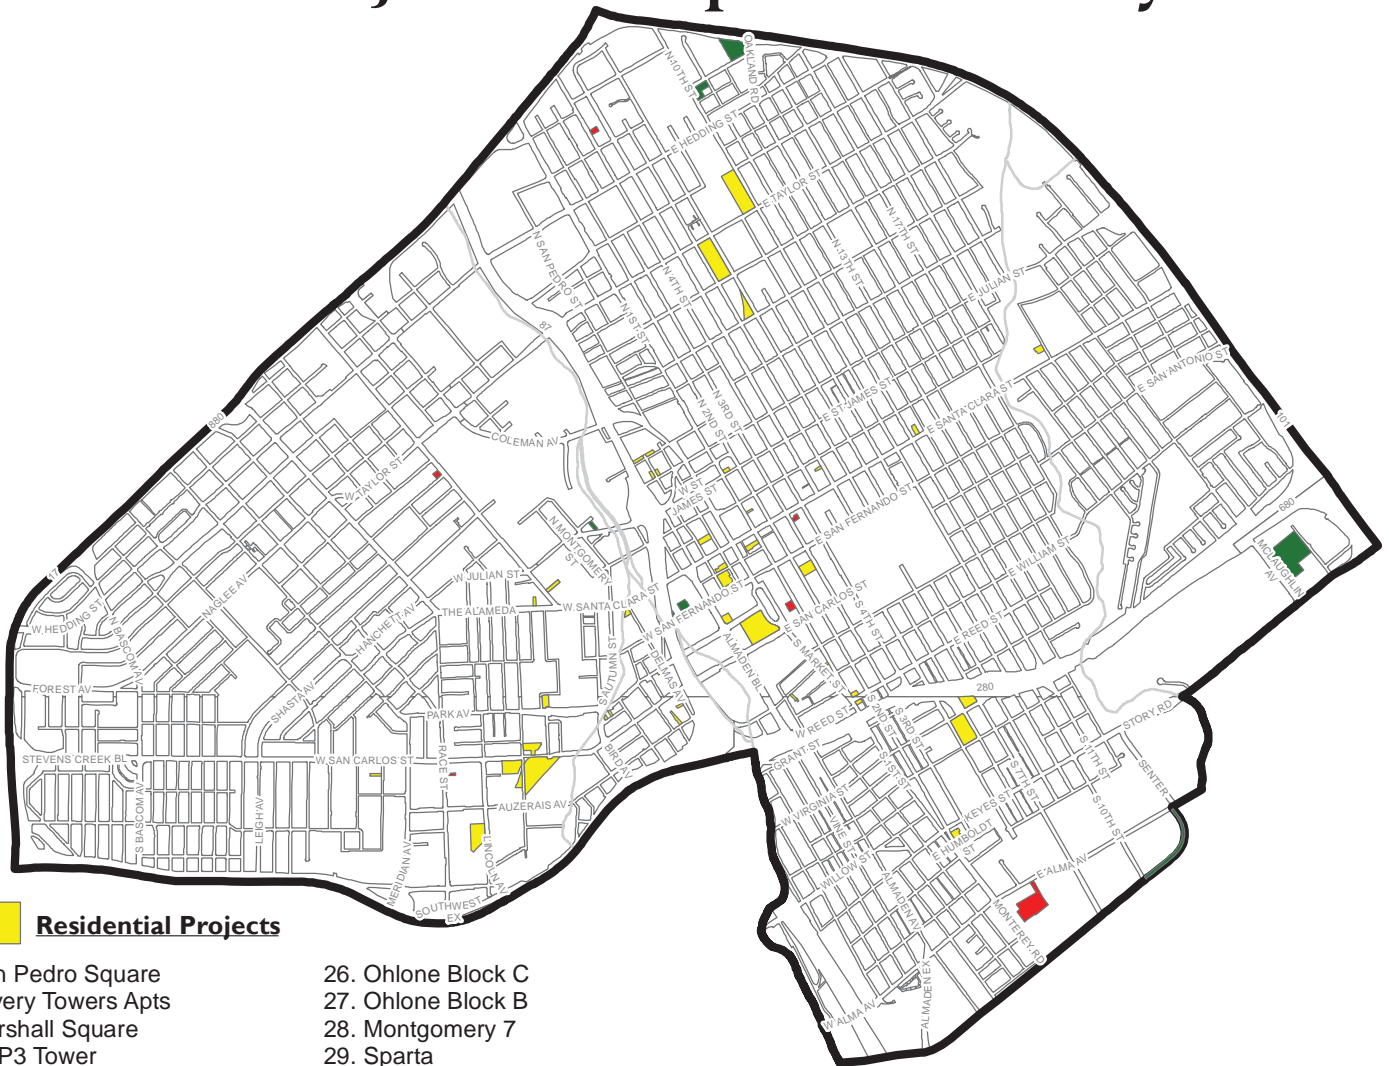 OAKLAND RD
N 10TH ST
E HEDDING ST
E TAYLOR ST
N 17TH ST
N 13TH ST
N SAN PEDRO ST
N 4TH ST
N 1ST ST
E JULIAN ST
87
E SAN ANTONIO ST
E ST JAMES ST
N 3RD ST
N 2ND ST
E SANTA CLARA ST
880
101
COLEMAN AV
W TAYLOR ST
W ST
JAMES ST
E SAN FERNANDO ST
680
N MONTGOMERY
ST
E WILLIAM ST
MCLAUGHLIN
AV
17
W JULIAN ST
NAGLEE AV
THE ALAMEDA
W SANTA CLARA ST
W SAN FERNANDO ST
E SAN CARLOS ST
S 4TH ST
W HEDDING ST
N BASCOM AV
HANCHETT AV
E REED ST
ALMADEN BL
S MARKET ST
DELMAS AV
S AUTUMN ST
FOREST AV
SHASTA AV
280
PARK AV
W REED ST
S 2ND ST
S 3RD ST
STORY RD
RACE ST
BIRD AV
GRANT ST
S 1ST ST
S 11TH ST
STEVENS CREEK BL
W SAN CARLOS ST
S 7TH ST
SENTER
S BASCOM AV
LEIGH AV
AUZERAIS AV
W VIRGINIA ST
KEYES ST
S 10TH ST
VINE ST
E HUMBOLDT
ST
MERIDIAN AV
LINCOLN AV
WILLOW ST
E ALMA AV
ALMADEN AV
SOUTHWEST
EX
MONTEREY RD
W ALMA AV
ALMADEN EX
Residential Projects
Pedro Square
Towers Apts
Square
P3 Tower
26. Ohlone Block C
27. Ohlone Block B
28. Montgomery 7
29. Sparta